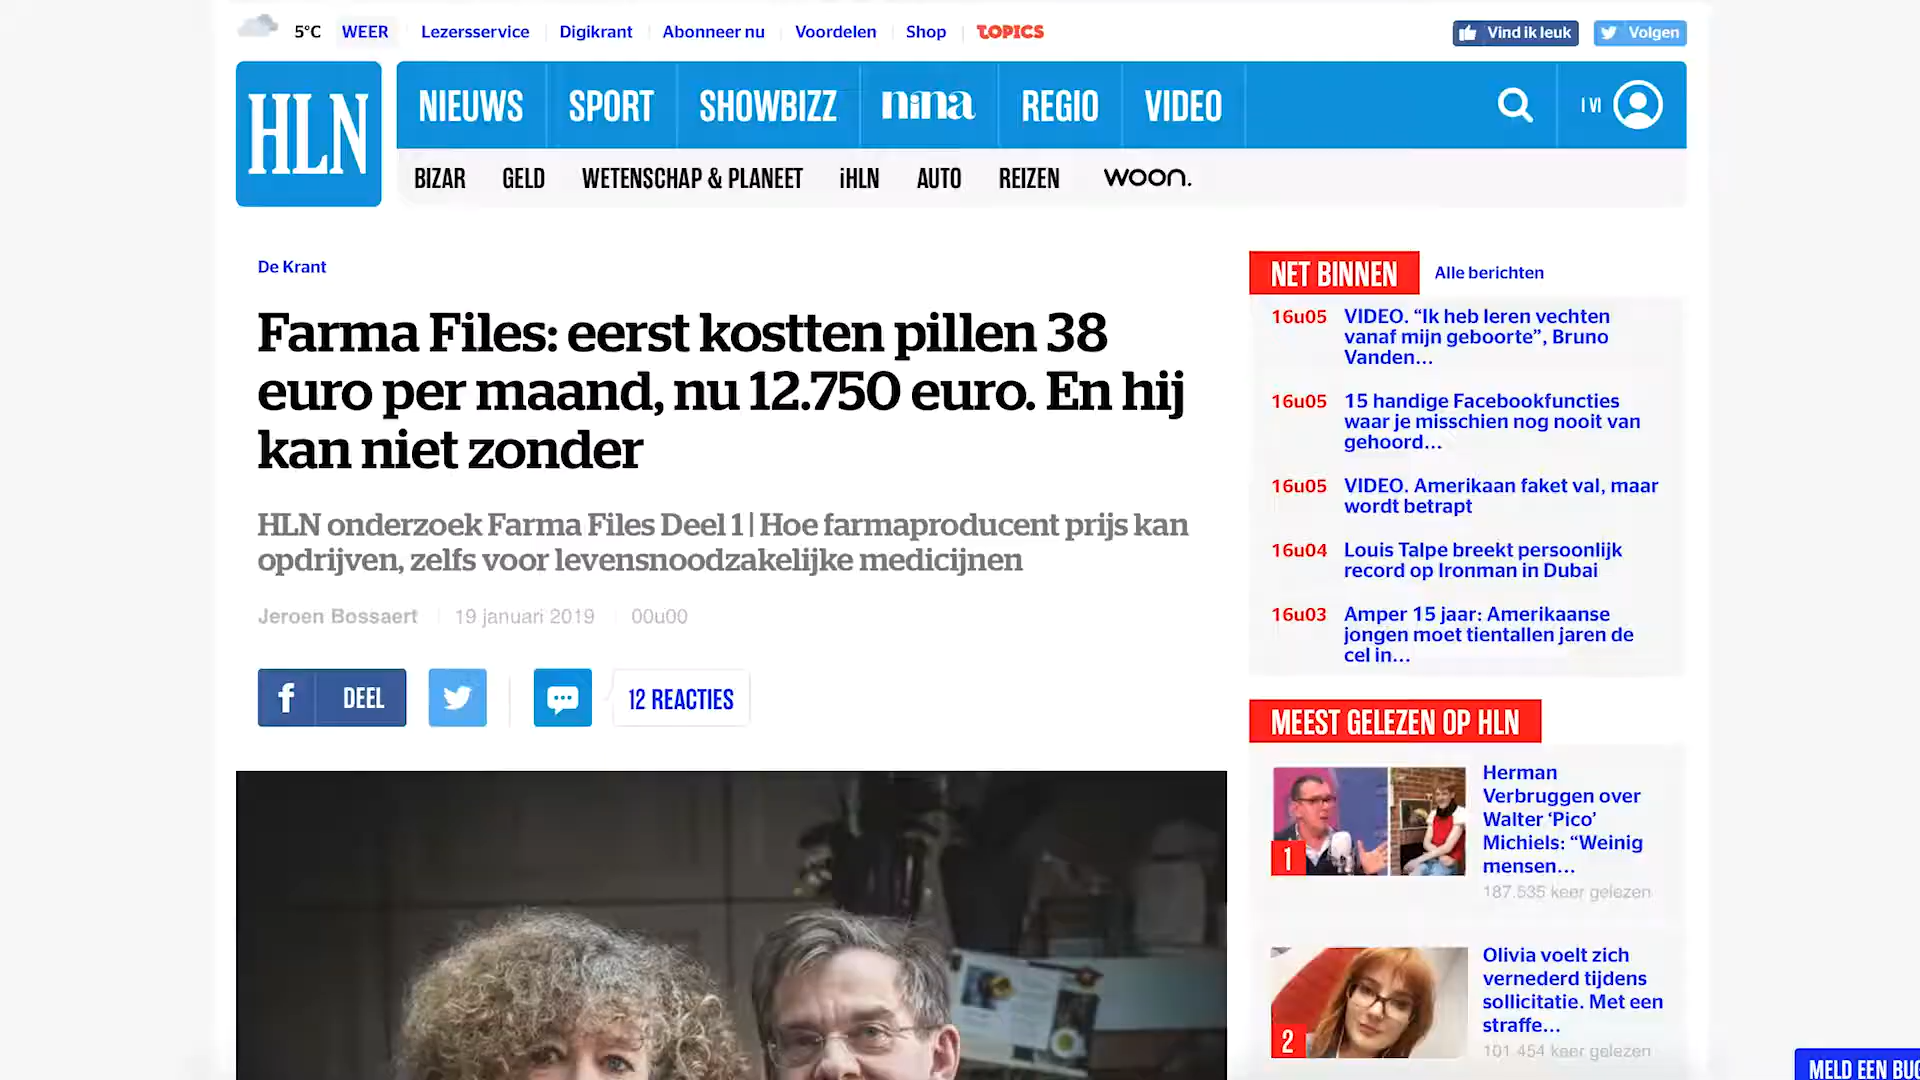 5°C WEER Lezersservice Digikrant Abonneer nu Voordelen Shop TOPICS Vind ik leuk Volgen
HLN
NIEUWS SPORT SHOWBIZZ nina REGIO VIDEO
BIZAR GELD WETENSCHAP & PLANEET iHLN AUTO REIZEN WOON.
De Krant
Farma Files: eerst kostten pillen 38
euro per maand, nu 12.750 euro. En hij
kan niet zonder
HLN onderzoek Farma Files Deel 1 | Hoe farmaproducent prijs kan
opdrijven, zelfs voor levensnoodzakelijke medicijnen
Jeroen Bossaert 19 januari 2019 00u00
DEEL 12 REACTIES
NET BINNEN Alle berichten
16u05 VIDEO. “Ik heb leren vechten
vanaf mijn geboorte”, Bruno
Vanden...
16u05 15 handige Facebookfuncties
waar je misschien nog nooit van
gehoord...
16u05 VIDEO. Amerikaan faket val, maar
wordt betrapt
16u04 Louis Talpe breekt persoonlijk
record op Ironman in Dubai
16u03 Amper 15 jaar: Amerikaanse
jongen moet tientallen jaren de
cel in...
MEEST GELEZEN OP HLN
1
Herman
Verbruggen over
Walter ‘Pico’
Michiels: “Weinig
mensen...
187.535 keer gelezen
2
Olivia voelt zich
vernederd tijdens
sollicitatie. Met een
straffe...
101.454 keer gelezen
MELD EEN BUG